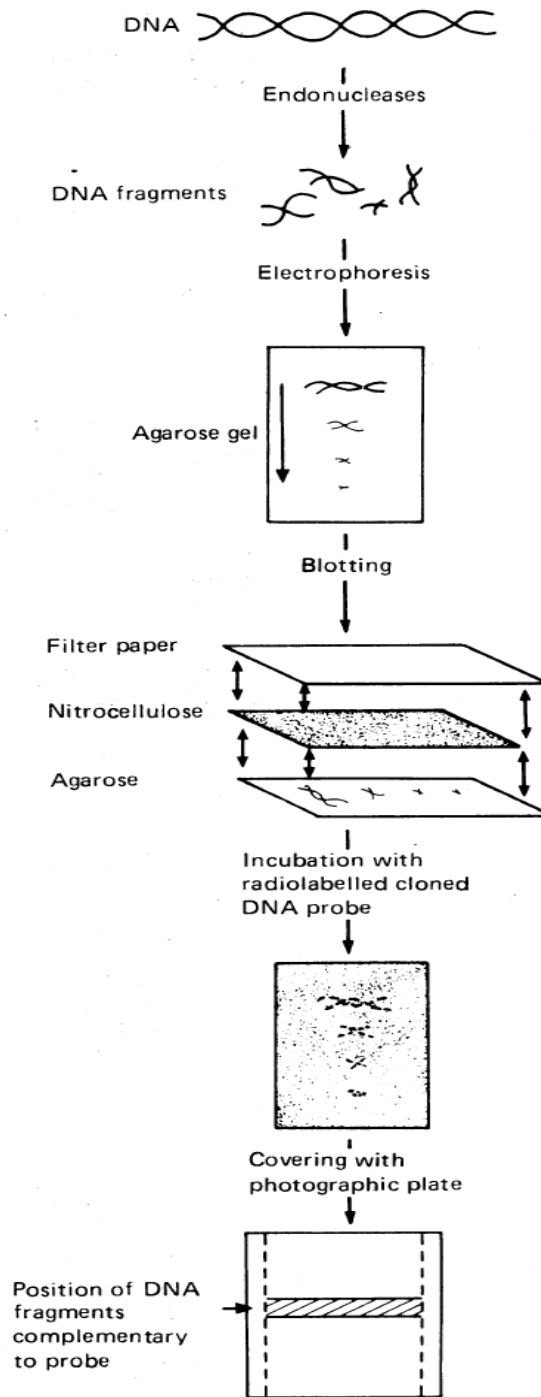 DNA
Endonucleases
DNA fragments
Electrophoresis
Agarose gel
Blotting
Filter paper
Nitrocellulose
Agarose
Incubation with
radiolabelled cloned
DNA probe
Covering with
photographic plate
Position of DNA
fragments
complementary
to probe